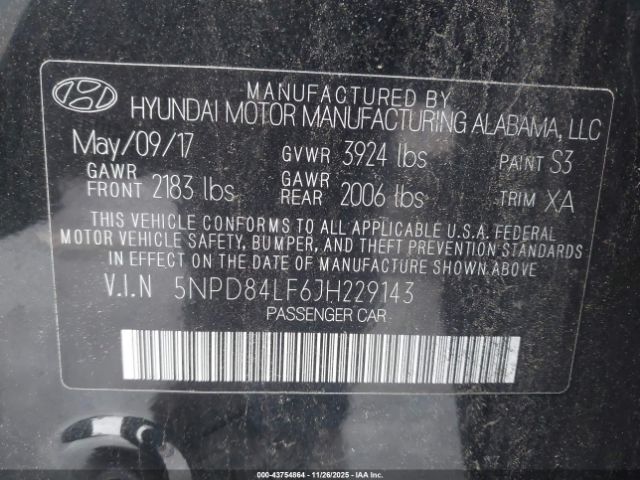 MANUFACTURED BY
HYUNDAI MOTOR MANUFACTURING ALABAMA, LLC
May/09/17 GVWR 3924 lbs PAINT S3
GAWR FRONT 2183 lbs GAWR REAR 2006 lbs TRIM XA
THIS VEHICLE CONFORMS TO ALL APPLICABLE U.S.A. FEDERAL
MOTOR VEHICLE SAFETY, BUMPER, AND THEFT PREVENTION STANDARDS
IN EFFECT ON THE DATE OF MANUFACTURE SHOWN ABOVE
V.I.N 5NPD84LF6JH229143
PASSENGER CAR
000-43754864 - 11/26/2025 - IAAI.COM